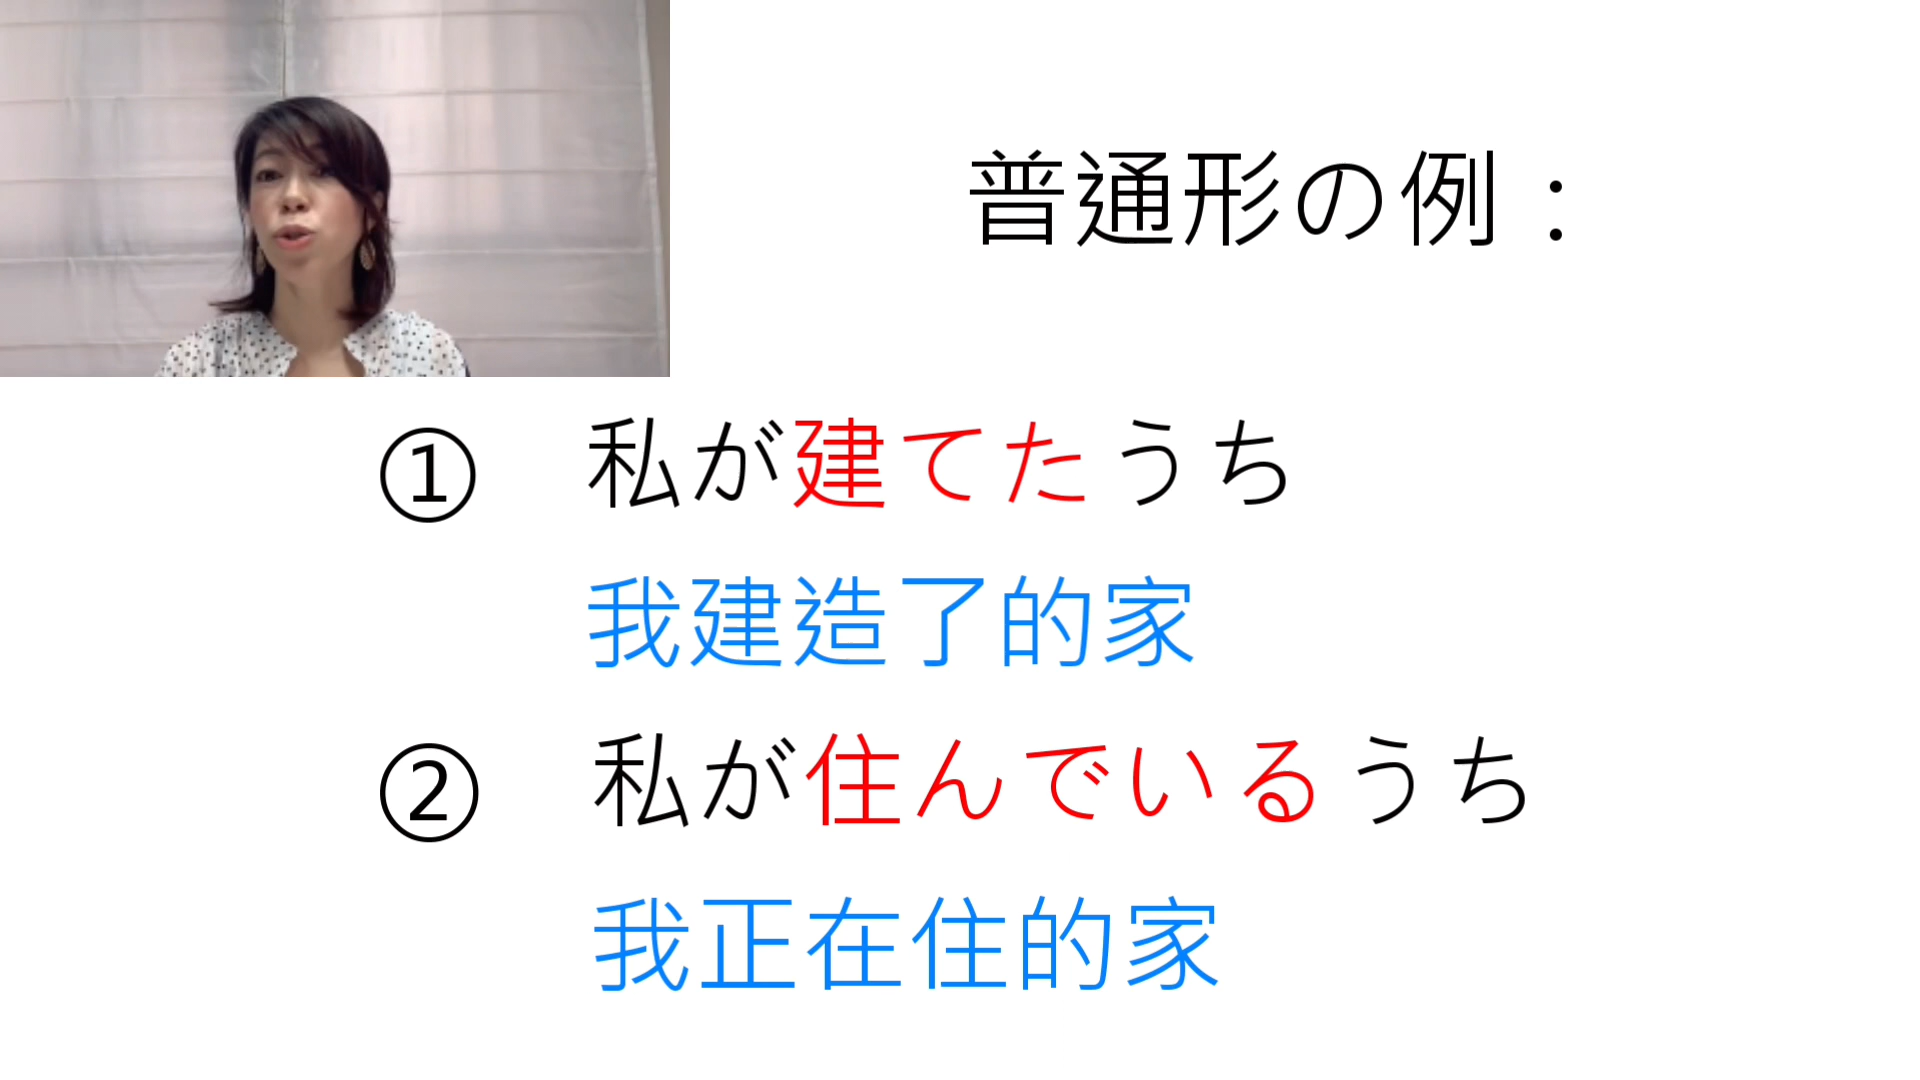 普通形の例：
① 私が建てたうち
我建造了的家
② 私が住んでいるうち
我正在住的家